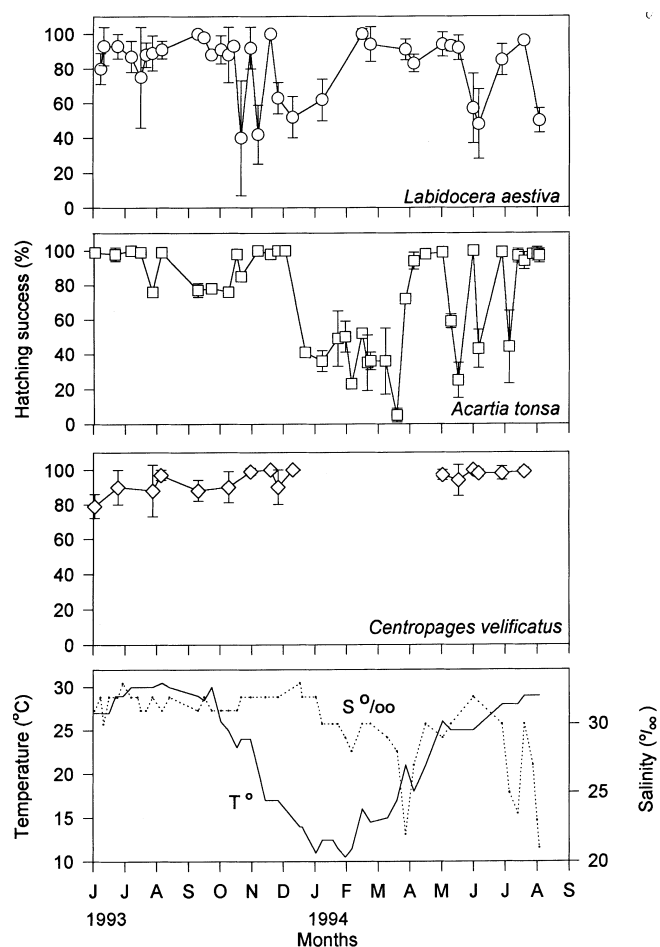 100
80
60
40
20
0
Labidocera aestiva
Hatching success (%)
100
80
60
40
20
0
Acartia tonsa
100
80
60
40
20
0
Centropages velificatus
Temperature (°C)
30
25
20
15
10
S º/oo
T º
30
25
20
Salinity (º/oo)
J J A S O N D J F M A M J J A S
1993 1994
Months